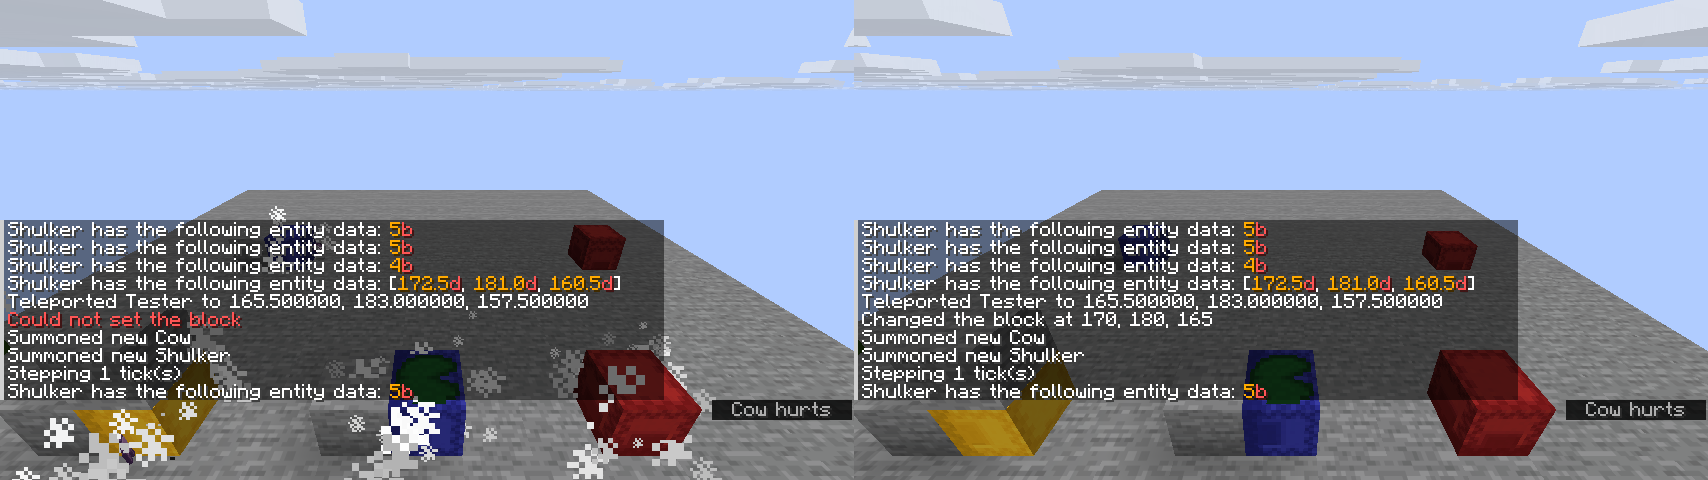 Shulker has the following entity data: 5b
Shulker has the following entity data: 5b
Shulker has the following entity data: 4b
Shulker has the following entity data: [172.5d, 181.0d, 160.5d]
Teleported Tester to 165.500000, 183.000000, 157.500000
Could not set the block
Summoned new Cow
Summoned new Shulker
Stepping 1 tick(s)
Shulker has the following entity data: 5b
Cow hurts
Shulker has the following entity data: 5b
Shulker has the following entity data: 5b
Shulker has the following entity data: 4b
Shulker has the following entity data: [172.5d, 181.0d, 160.5d]
Teleported Tester to 165.500000, 183.000000, 157.500000
Changed the block at 170, 180, 165
Summoned new Cow
Summoned new Shulker
Stepping 1 tick(s)
Shulker has the following entity data: 5b
Cow hurts